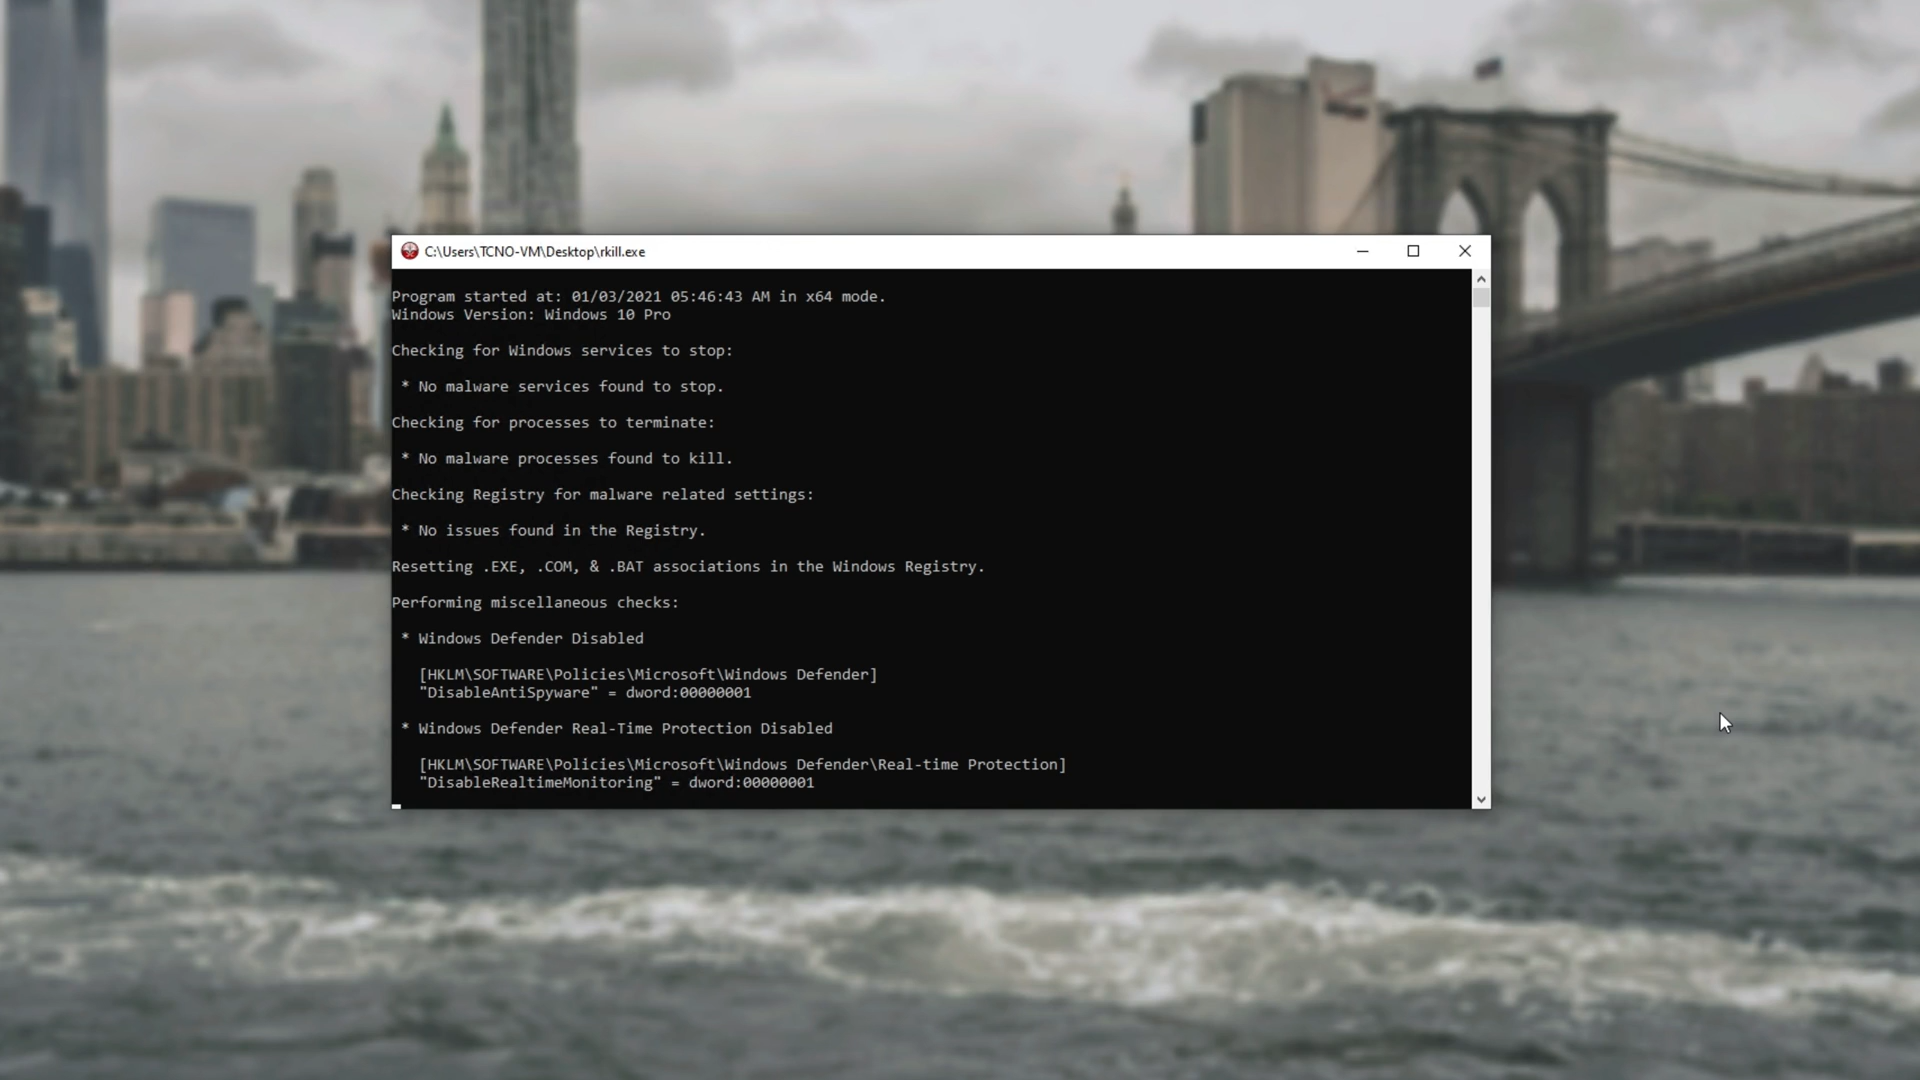 C:\Users\TCNO-VM\Desktop\rkill.exe
Program started at: 01/03/2021 05:46:43 AM in x64 mode.
Windows Version: Windows 10 Pro
Checking for Windows services to stop:
* No malware services found to stop.
Checking for processes to terminate:
* No malware processes found to kill.
Checking Registry for malware related settings:
* No issues found in the Registry.
Resetting .EXE, .COM, & .BAT associations in the Windows Registry.
Performing miscellaneous checks:
* Windows Defender Disabled
[HKLM\SOFTWARE\Policies\Microsoft\Windows Defender]
"DisableAntiSpyware" = dword:00000001
* Windows Defender Real-Time Protection Disabled
[HKLM\SOFTWARE\Policies\Microsoft\Windows Defender\Real-time Protection]
"DisableRealtimeMonitoring" = dword:00000001